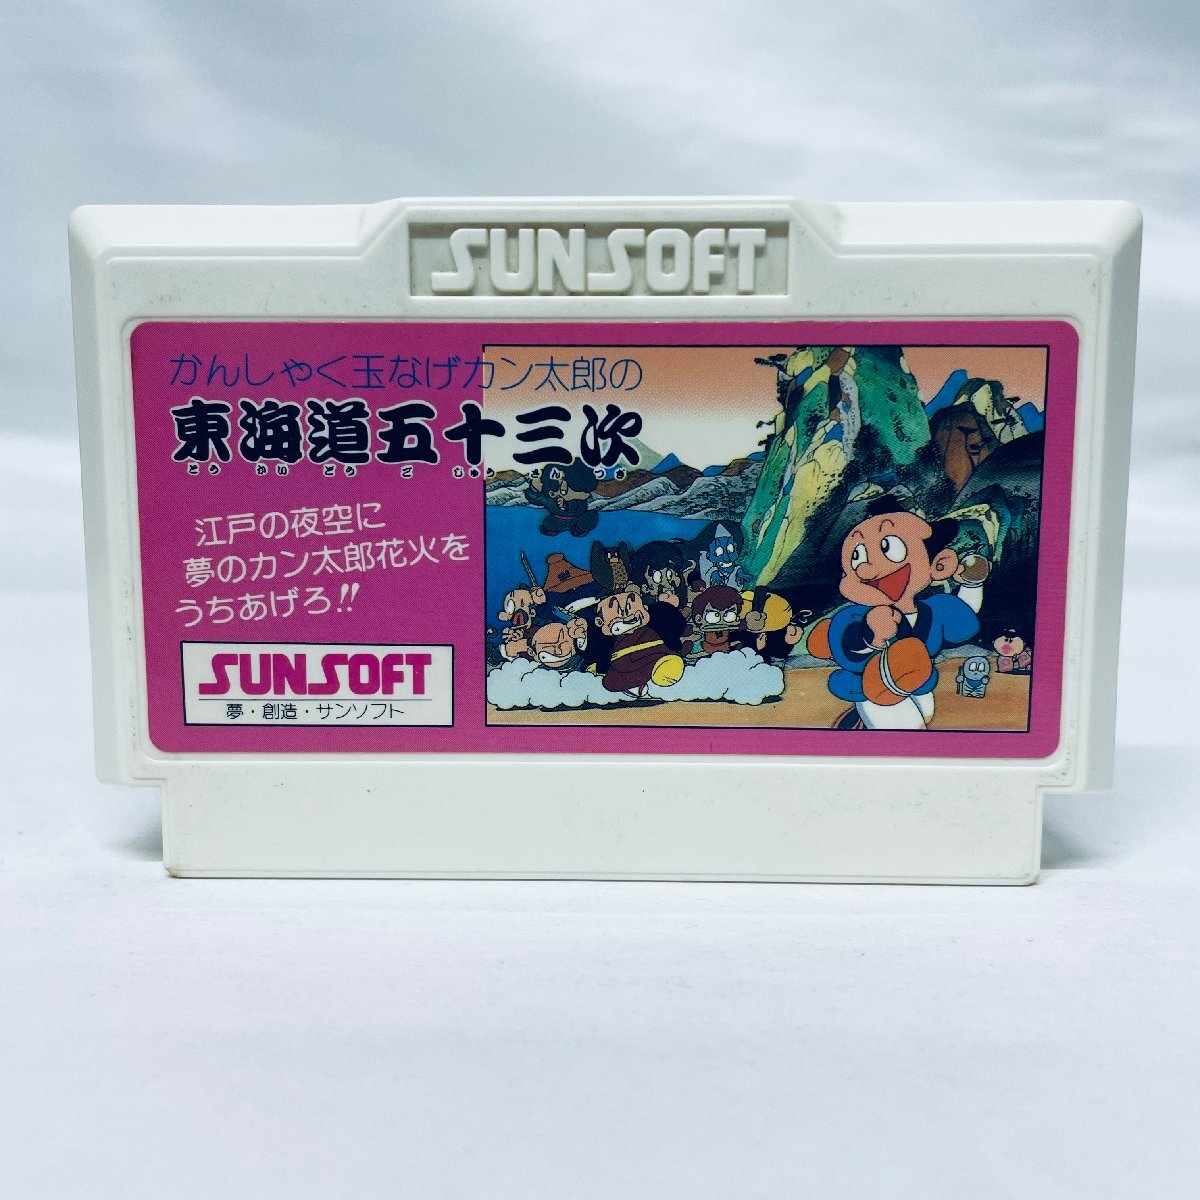 SUNSOFT
かんしゃく玉なげカン太郎の
東海道五十三次
とうかいどうごじゅうさんつぎ
江戸の夜空に
夢のカン太郎花火を
うちあげろ!!
SUNSOFT
夢・創造・サンソフト